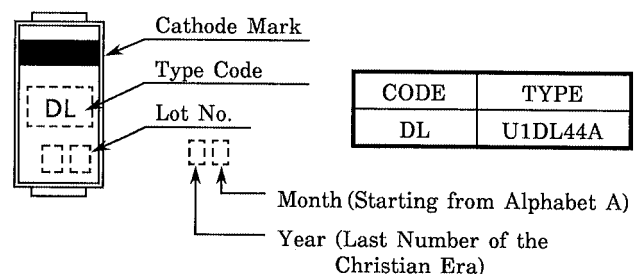 Cathode Mark
Type Code
DL
Lot No.
CODE TYPE
DL U1DL44A
Month (Starting from Alphabet A)
Year (Last Number of the
Christian Era)